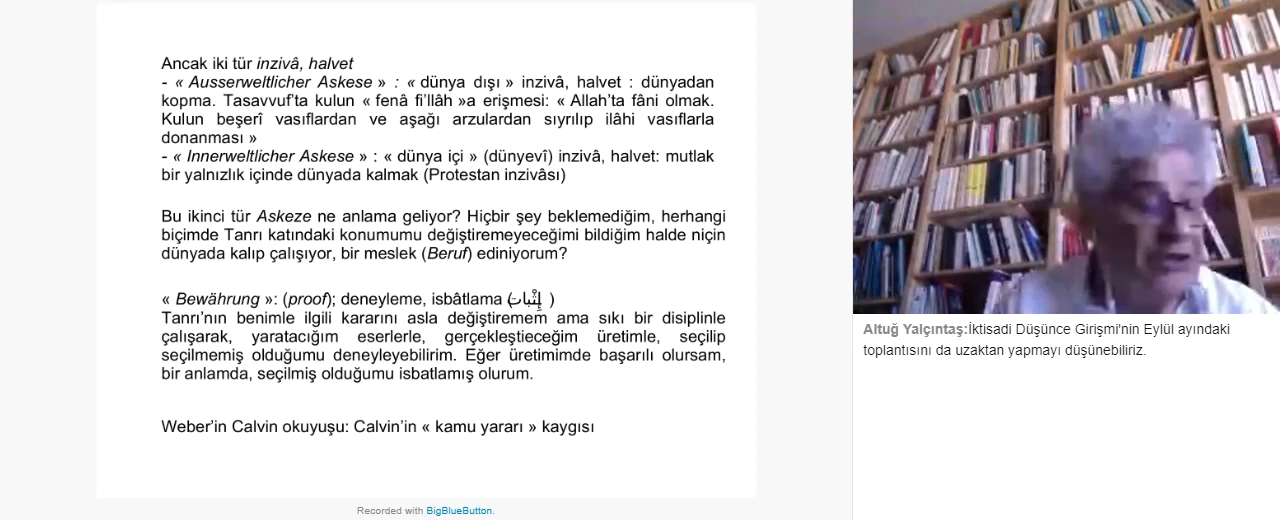 Ancak iki tür inzivâ, halvet
- « Ausserweltlicher Askese » : « dünya dışı » inzivâ, halvet : dünyadan
kopma. Tasavvuf’ta kulun « fenâ fi’llâh »a erişmesi: « Allah’ta fâni olmak.
Kulun beşerî vasıflardan ve aşağı arzulardan sıyrılıp ilâhi vasıflarla
donanması »
- « Innerweltlicher Askese » : « dünya içi » (dünyevî) inzivâ, halvet: mutlak
bir yalnızlık içinde dünyada kalmak (Protestan inzivâsı)
Bu ikinci tür Askeze ne anlama geliyor? Hiçbir şey beklemediğim, herhangi
biçimde Tanrı katındaki konumumu değiştiremeyeceğimi bildiğim halde niçin
dünyada kalıp çalışıyor, bir meslek (Beruf) ediniyorum?
« Bewährung »: (proof); deneyleme, isbâtlama (إِثْبات )
Tanrı’nın benimle ilgili kararını asla değiştiremem ama sıkı bir disiplinle
çalışarak, yaratacığım eserlerle, gerçekleştieceğim üretimle, seçilip
seçilmemiş olduğumu deneyleyebilirim. Eğer üretimimde başarılı olursam,
bir anlamda, seçilmiş olduğumu isbatlamış olurum.
Weber’in Calvin okuyuşu: Calvin’in « kamu yararı » kaygısı
Recorded with BigBlueButton.
Altuğ Yalçıntaş:İktisadi Düşünce Girişmi'nin Eylül ayındaki
toplantısını da uzaktan yapmayı düşünebiliriz.